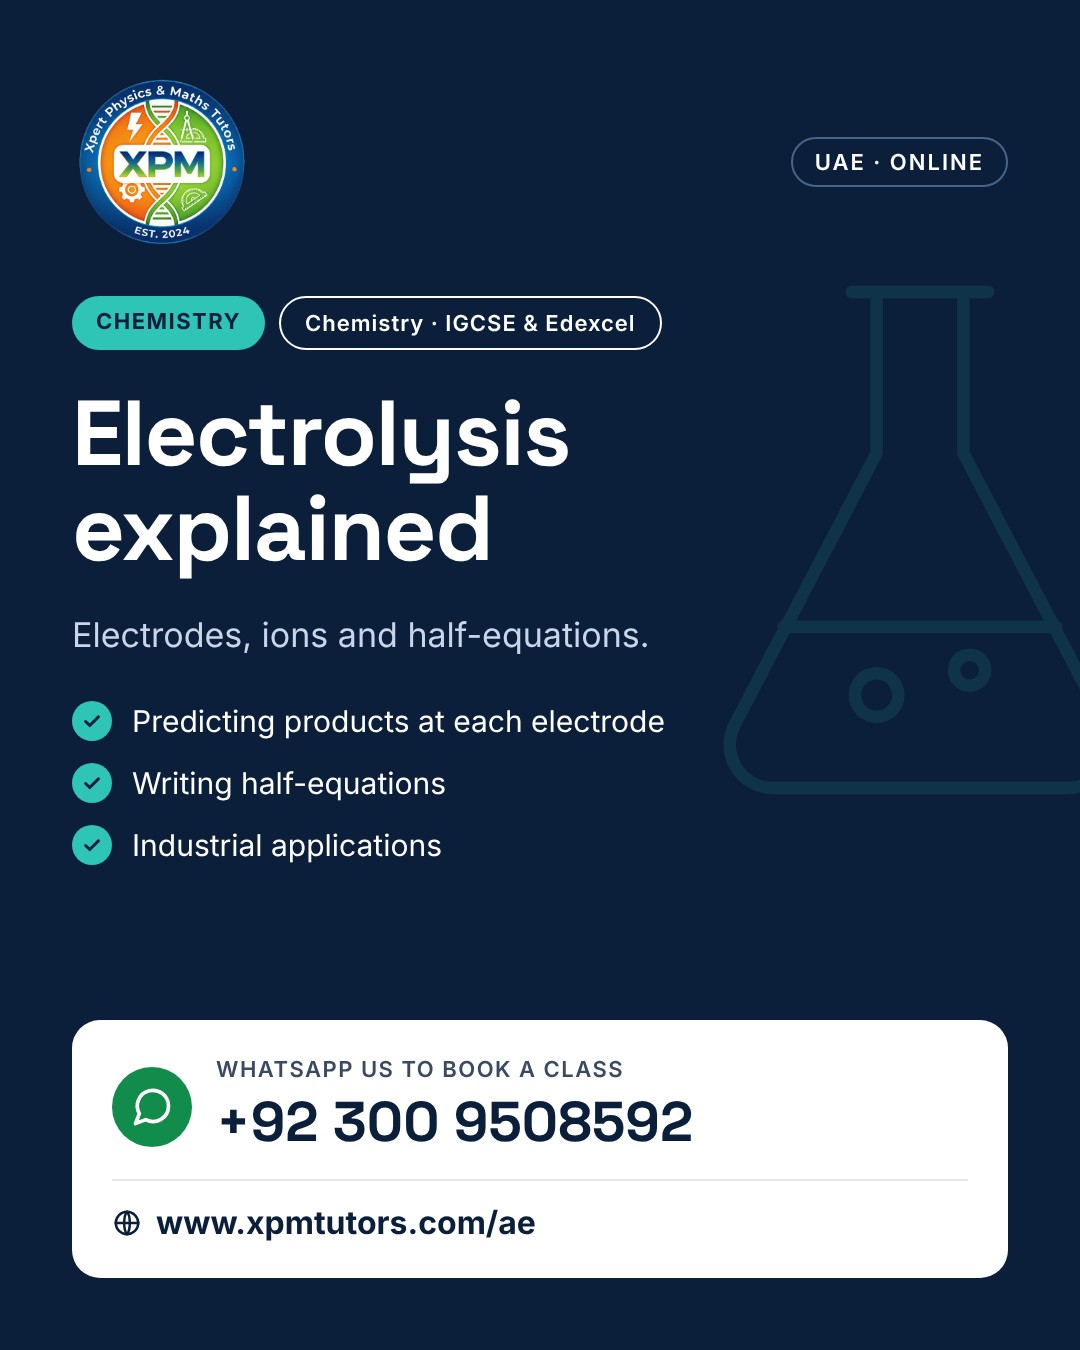 Xpert Physics & Maths Tutors
XPM
EST. 2024
UAE · ONLINE
CHEMISTRY
Chemistry · IGCSE & Edexcel
Electrolysis
explained
Electrodes, ions and half-equations.
Predicting products at each electrode
Writing half-equations
Industrial applications
WHATSAPP US TO BOOK A CLASS
+92 300 9508592
www.xpmtutors.com/ae